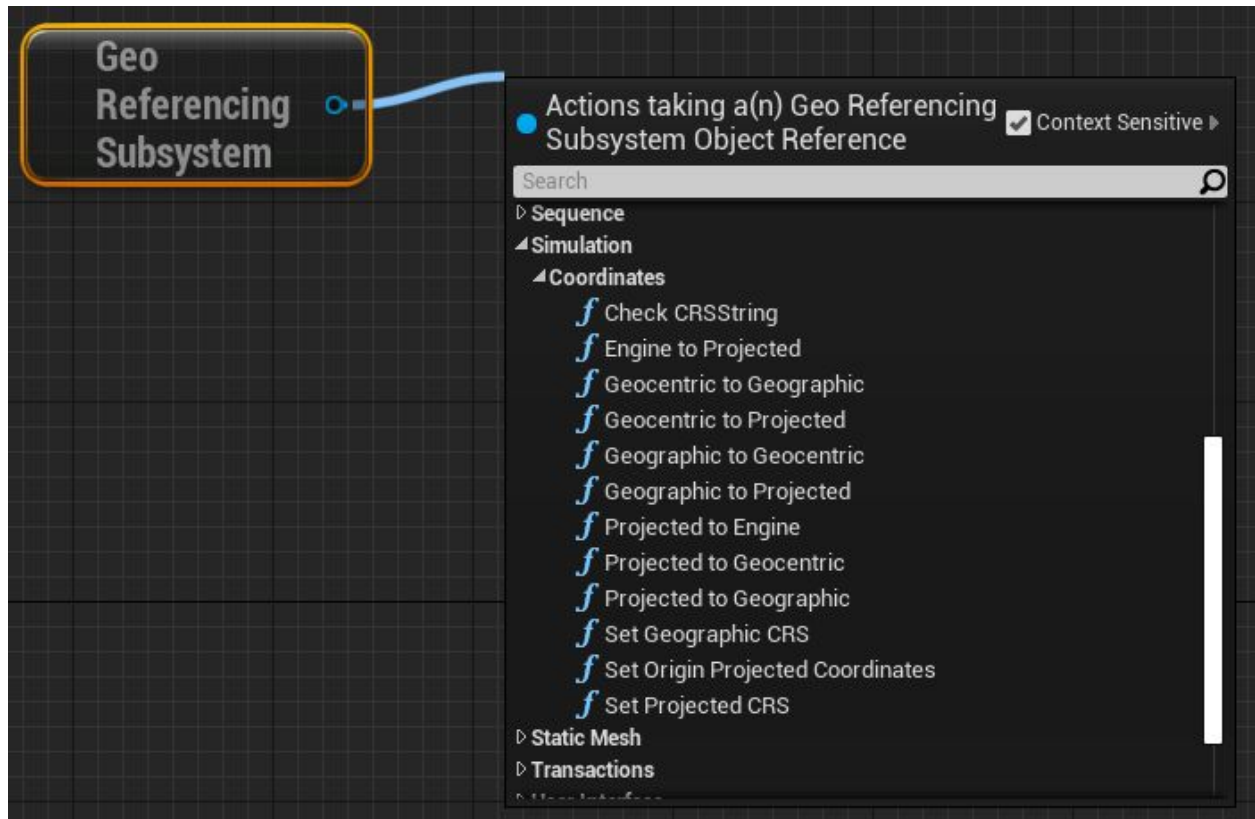 Geo
Referencing
Subsystem
Actions taking a(n) Geo Referencing
Subsystem Object Reference
Context Sensitive
Search
Sequence
Simulation
Coordinates
f Check CRSString
f Engine to Projected
f Geocentric to Geographic
f Geocentric to Projected
f Geographic to Geocentric
f Geographic to Projected
f Projected to Engine
f Projected to Geocentric
f Projected to Geographic
f Set Geographic CRS
f Set Origin Projected Coordinates
f Set Projected CRS
Static Mesh
Transactions